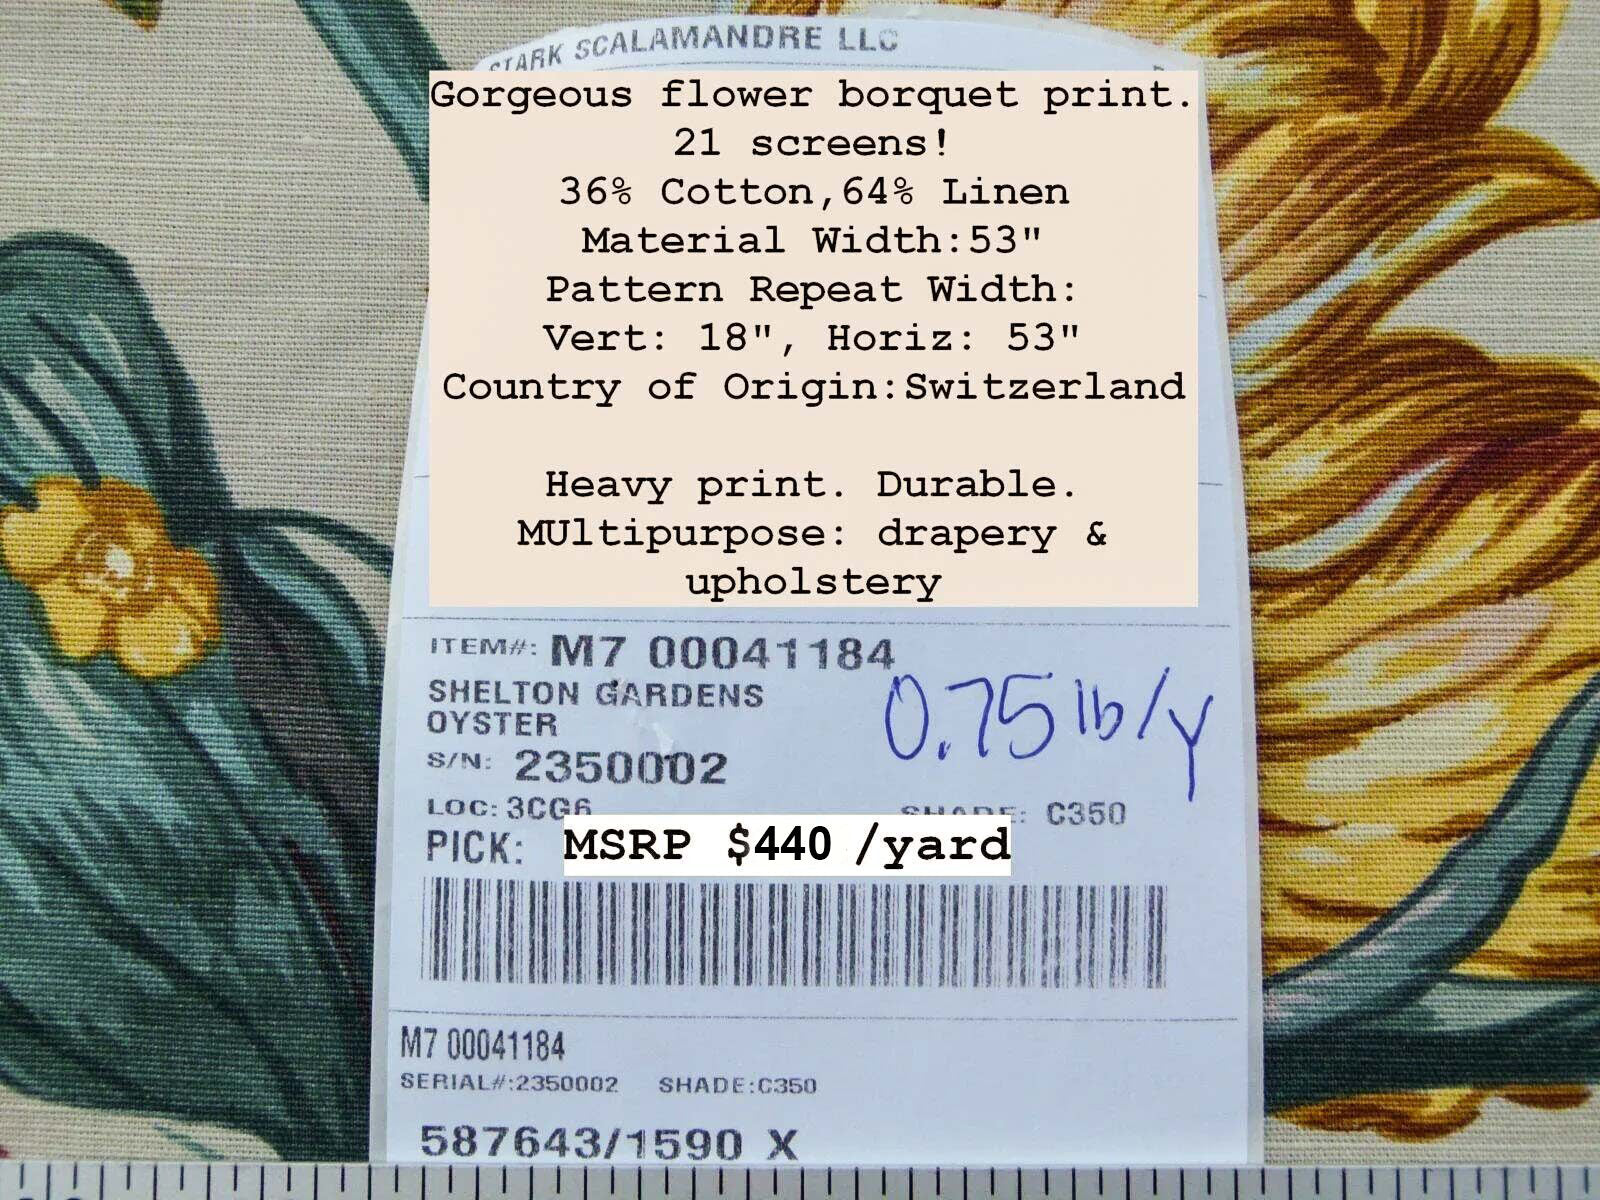 STARK SCALAMANDRE LLC
Gorgeous flower borquet print.
21 screens!
36% Cotton,64% Linen
Material Width:53"
Pattern Repeat Width:
Vert: 18", Horiz: 53"
Country of Origin:Switzerland
Heavy print. Durable.
MUltipurpose: drapery &
upholstery
ITEM#: M7 00041184
SHELTON GARDENS
OYSTER
0.75 lb/y
S/N: 2350002
LOC: 3CG6 SHADE: C350
PICK: MSRP $440 /yard
M7 00041184
SERIAL#:2350002 SHADE:C350
587643/1590 X